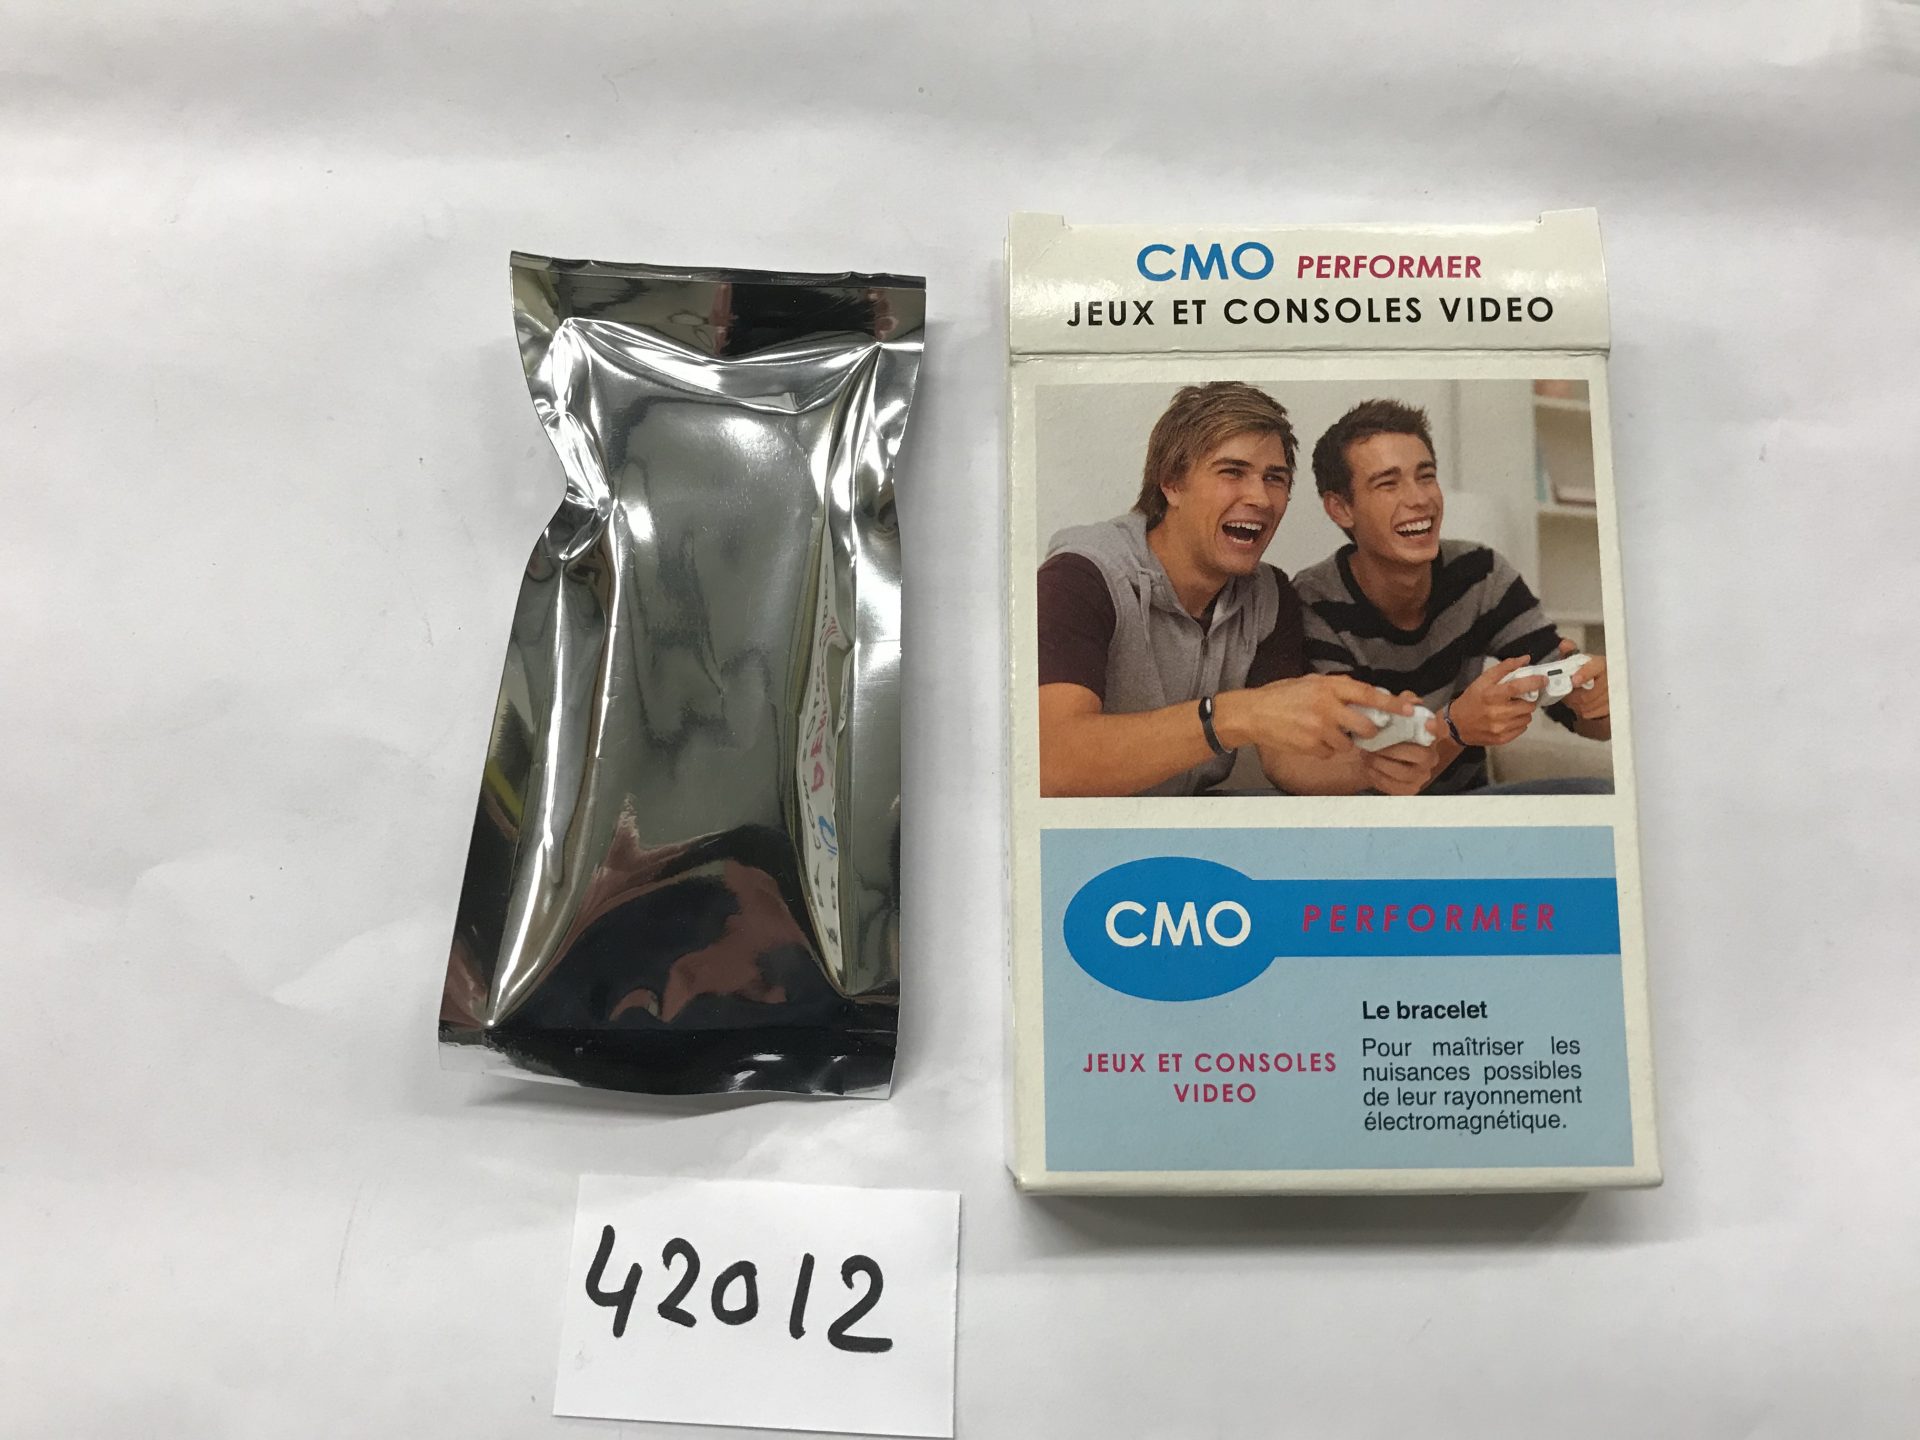 CMO PERFORMER
JEUX ET CONSOLES VIDEO
CMO PERFORMER
Le bracelet
Pour maîtriser les
nuisances possibles
de leur rayonnement
électromagnétique.
JEUX ET CONSOLES
VIDEO
42012